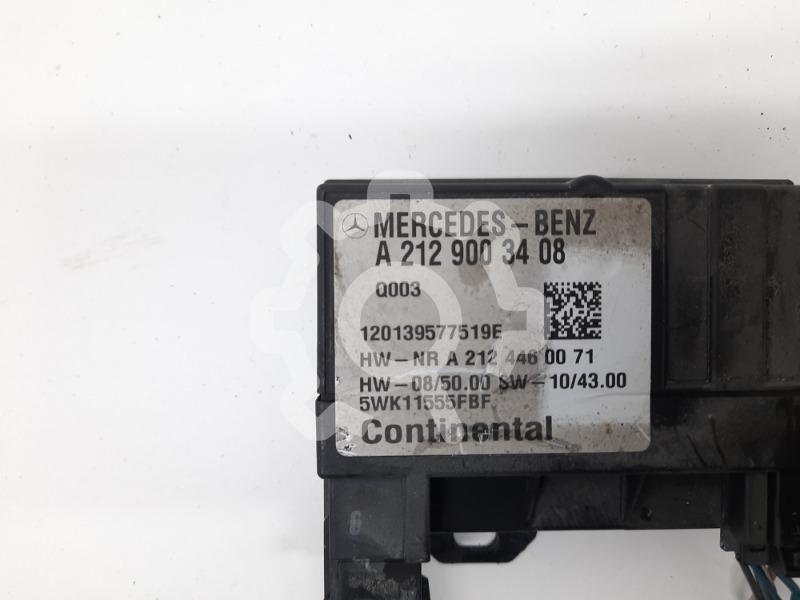 MERCEDES-BENZ
A 212 900 34 08
Q003
120139577519E
HW-NR A 212 446 00 71
HW-08/50.00 SW-10/43.00
5WK11555FBF
Continental